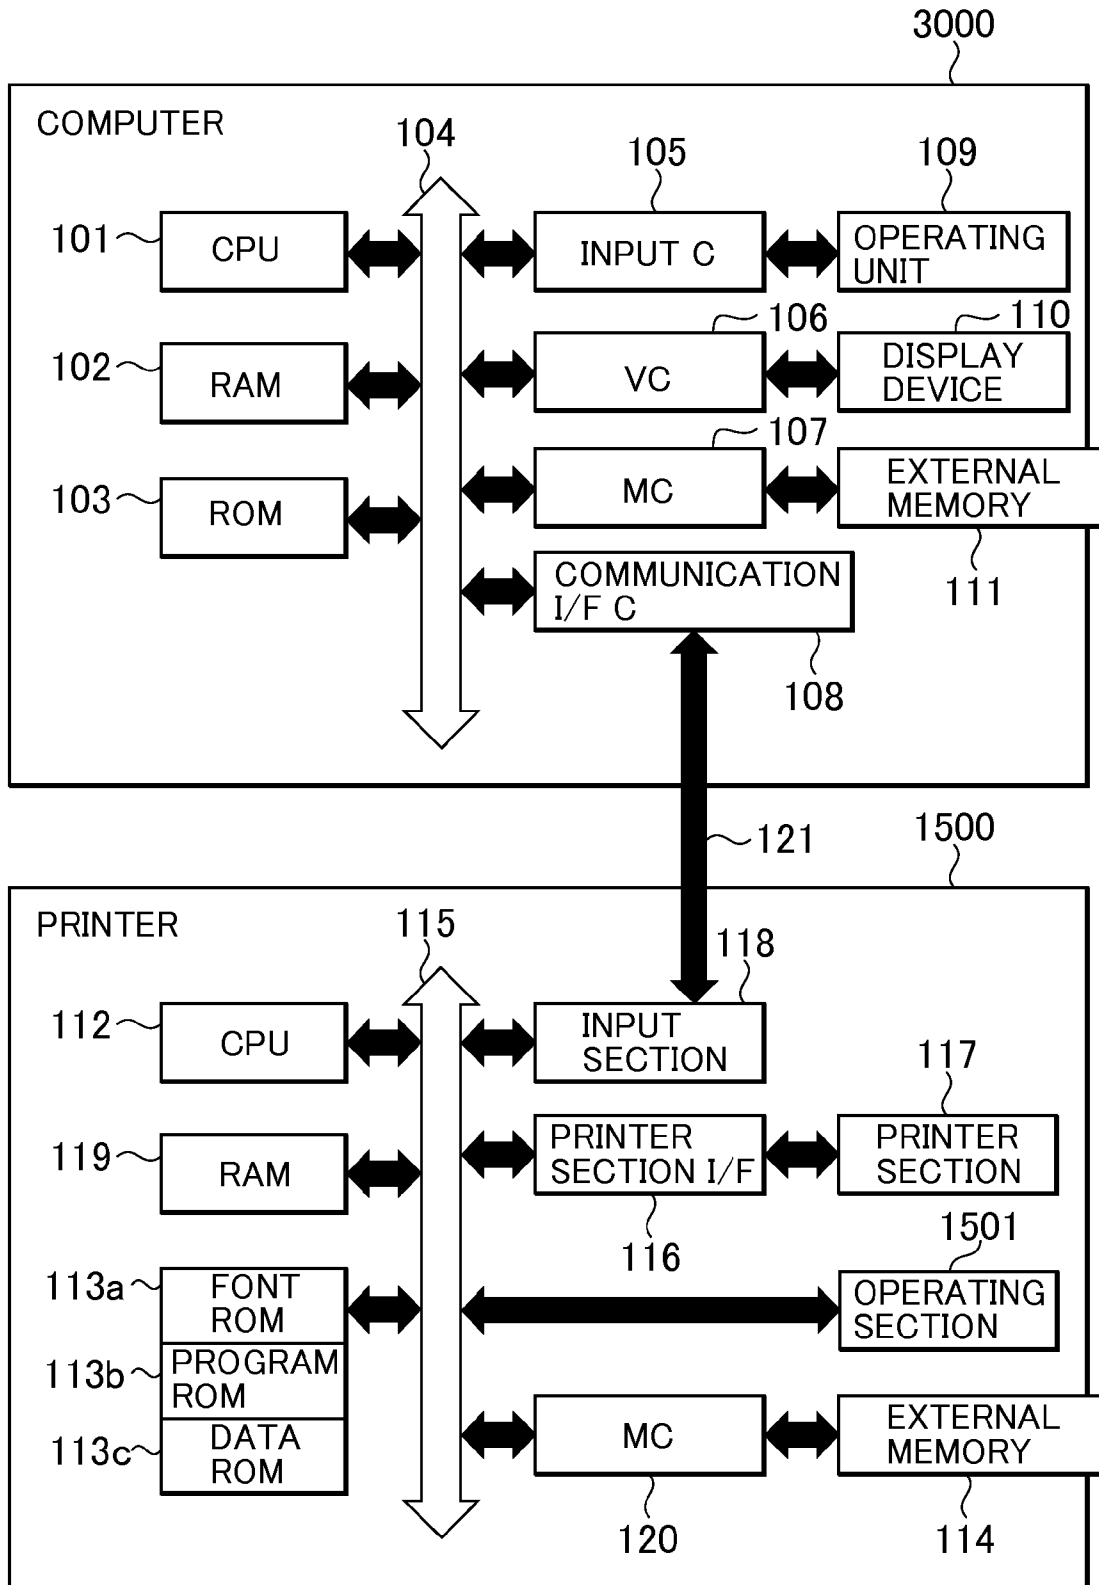 3000
COMPUTER
104
105
109
101
CPU
INPUT C
OPERATING
UNIT
106
110
102
RAM
VC
DISPLAY
DEVICE
107
103
ROM
MC
EXTERNAL
MEMORY
COMMUNICATION
I/F C
111
108
121
1500
PRINTER
115
118
112
CPU
INPUT
SECTION
117
119
RAM
PRINTER
SECTION I/F
PRINTER
SECTION
116
1501
113a
FONT
ROM
OPERATING
SECTION
113b
PROGRAM
ROM
113c
DATA
ROM
MC
EXTERNAL
MEMORY
120
114